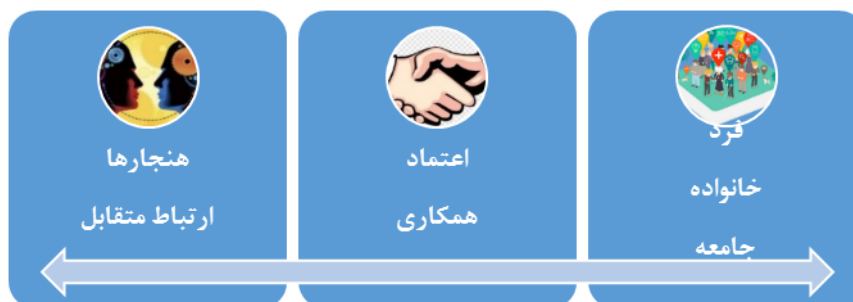 فرد
خانواده
جامعه
اعتماد
همکاری
هنجارها
ارتباط متقابل